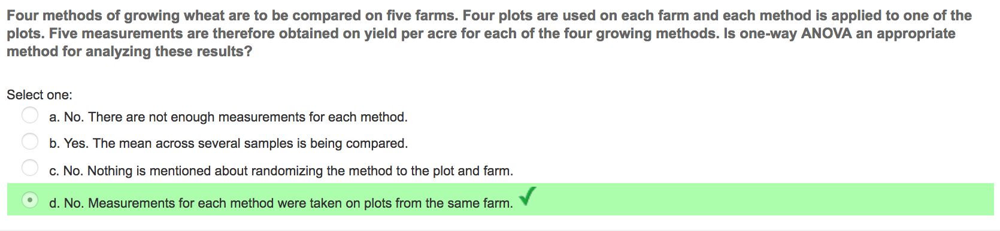 Four methods of growing wheat are to be compared on five farms. Four plots are used on each farm and each method is applied to one of the
plots. Five measurements are therefore obtained on yield per acre for each of the four growing methods. Is one-way ANOVA an appropriate
method for analyzing these results?
Select one:
a. No. There are not enough measurements for each method.
b. Yes. The mean across several samples is being compared.
c. No. Nothing is mentioned about randomizing the method to the plot and farm.
d. No. Measurements for each method were taken on plots from the same farm.